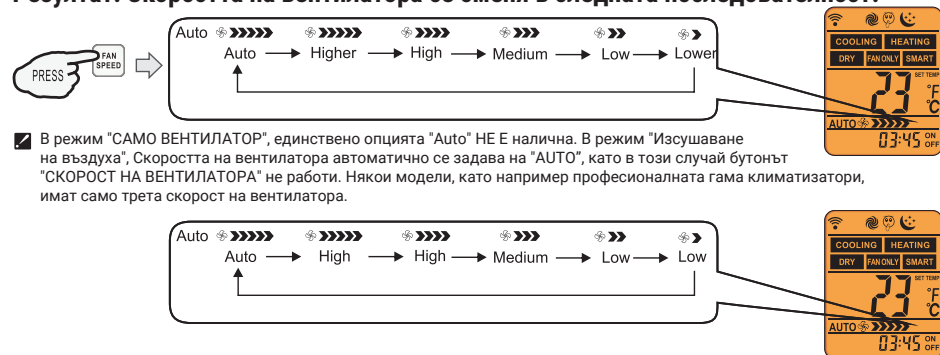 Резултат: Скоростта на вентилатора се сменя в следната последователност:
PRESS
FAN SPEED
Auto
Auto Higher High Medium Low Lower
COOLING HEATING
DRY FAN ONLY SMART
SET TEMP
23 °F °C
AUTO
03:45 ON OFF
В режим "САМО ВЕНТИЛАТОР", единствено опцията "Auto" НЕ Е налична. В режим "Изсушаване
на въздуха", Скоростта на вентилатора автоматично се задава на "AUTO", като в този случай бутонът
"СКОРОСТ НА ВЕНТИЛАТОРА" не работи. Някои модели, като например професионалната гама климатизатори,
имат само трета скорост на вентилатора.
Auto
Auto High High Medium Low Low
COOLING HEATING
DRY FAN ONLY SMART
SET TEMP
23 °F °C
AUTO
03:45 ON OFF